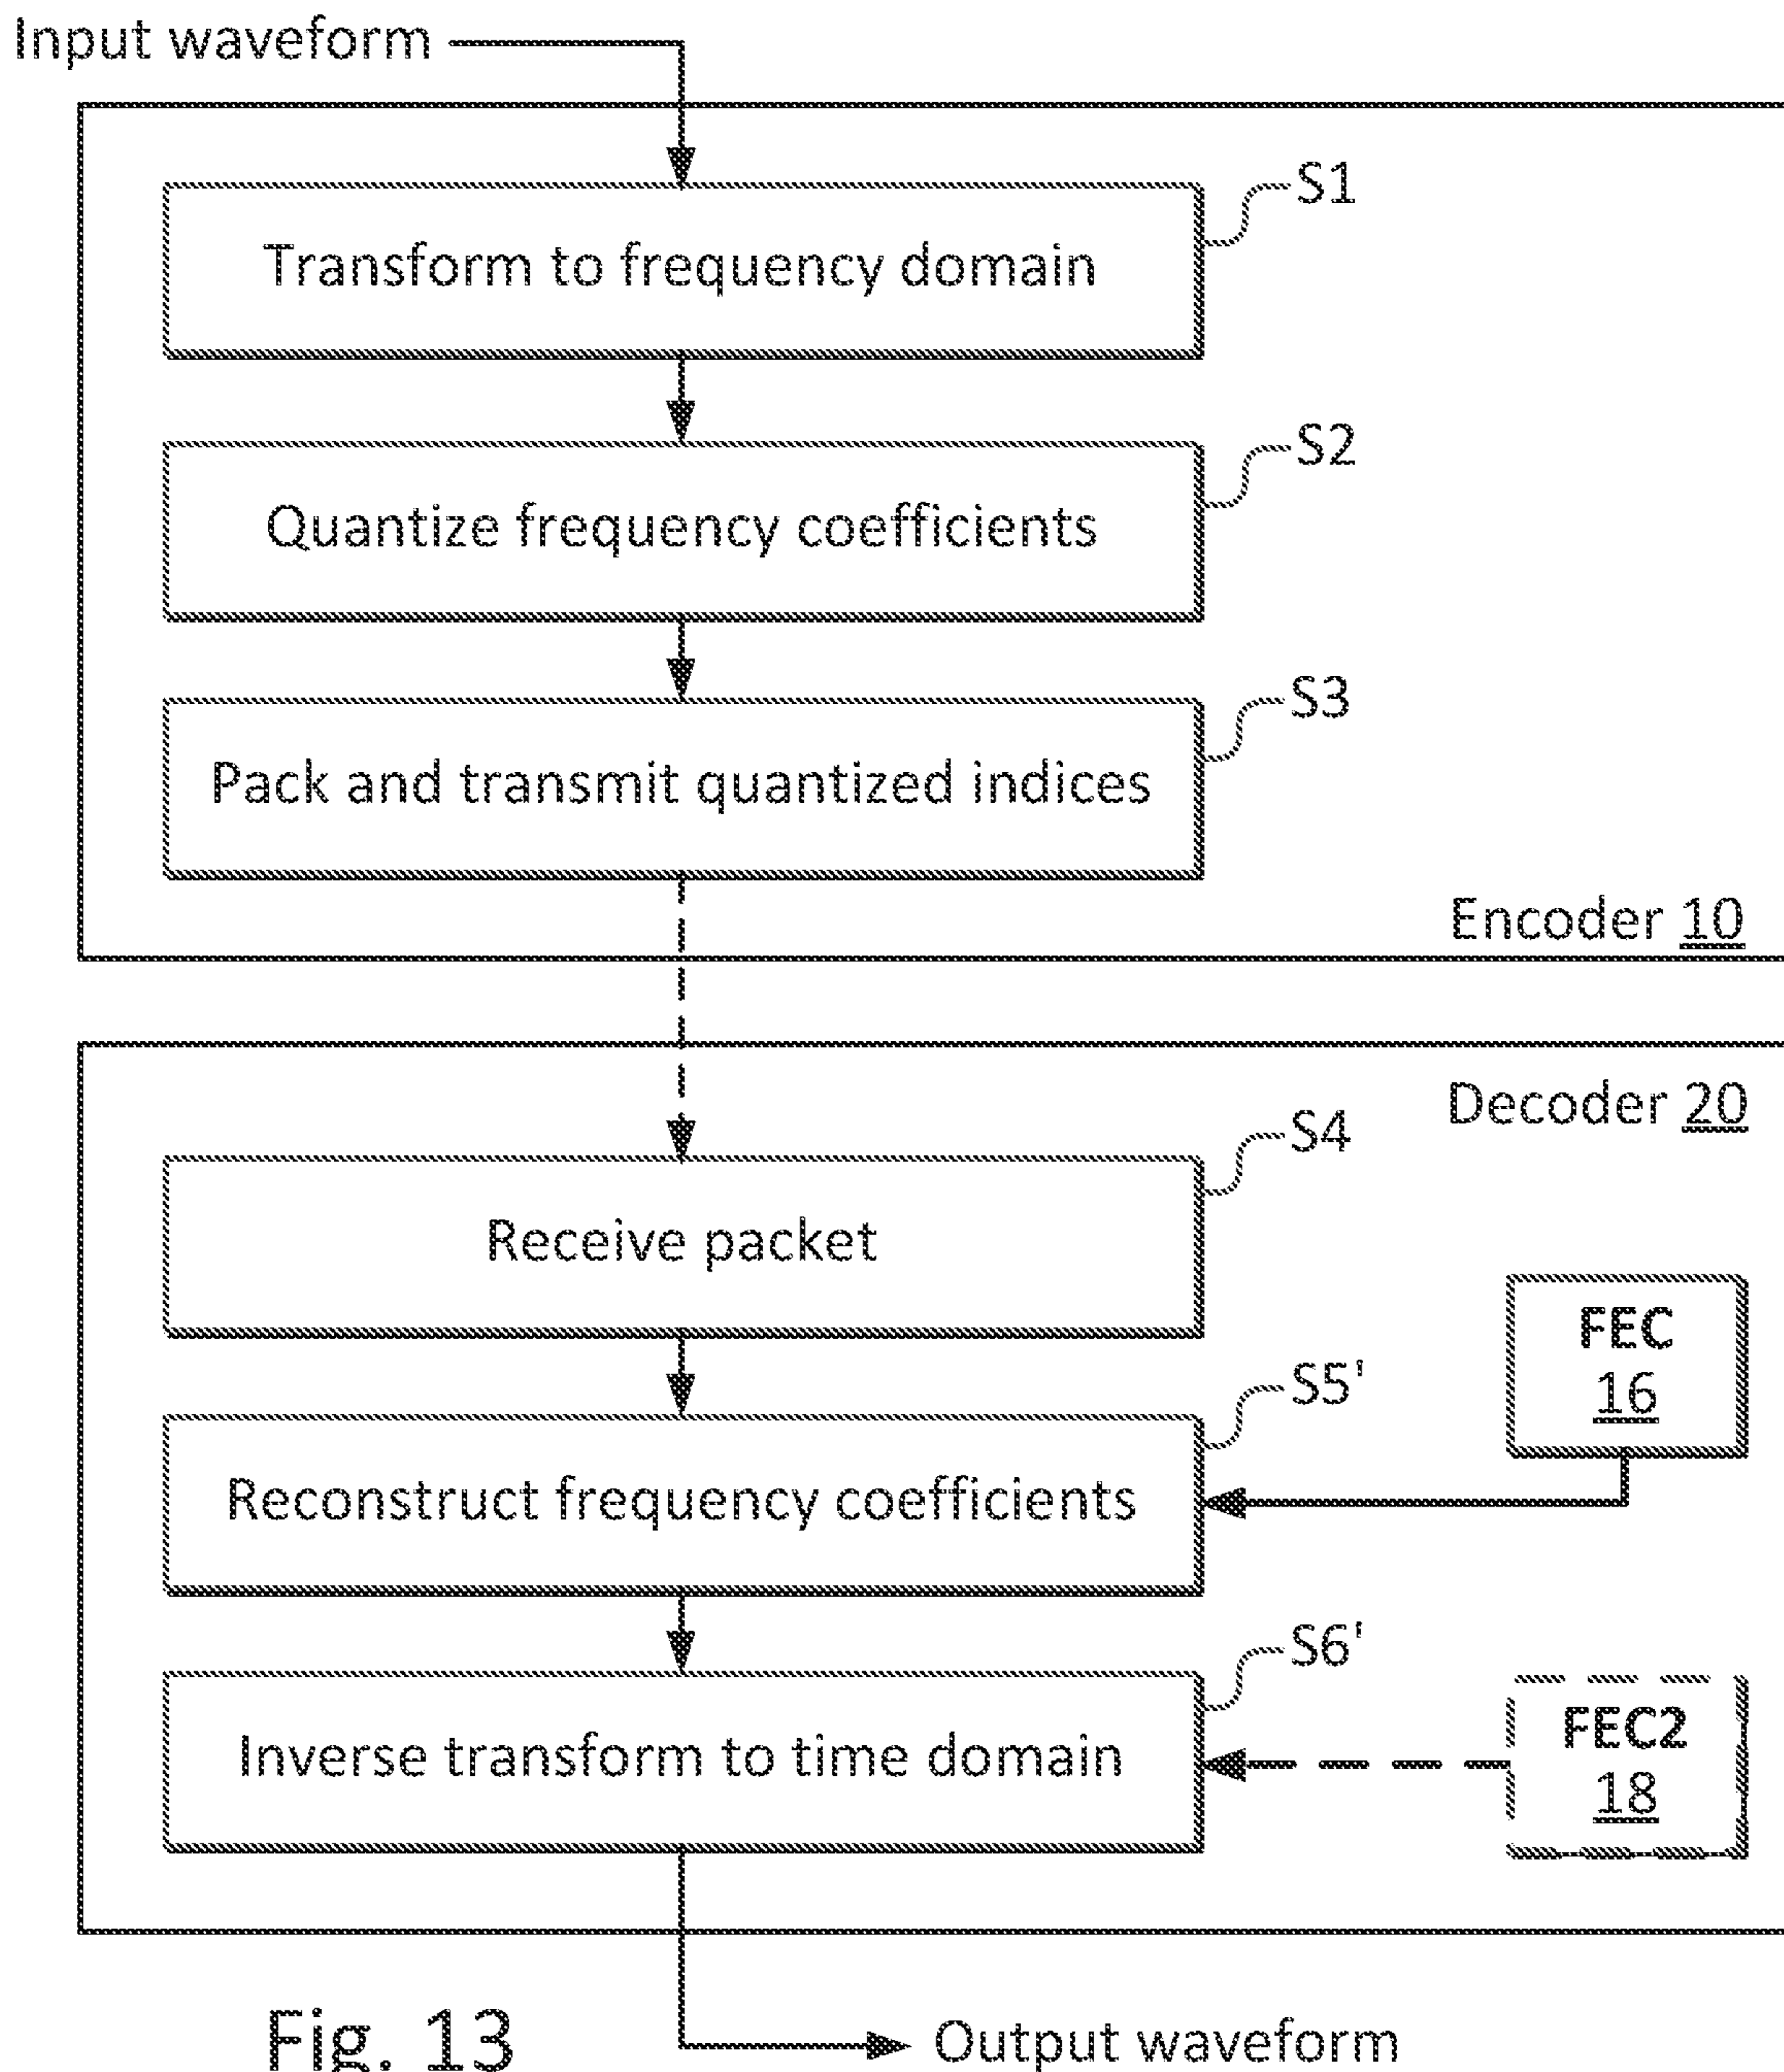 Input waveform
S1
Transform to frequency domain
S2
Quantize frequency coefficients
S3
Pack and transmit quantized indices
Encoder 10
Decoder 20
S4
Receive packet
FEC
16
S5'
Reconstruct frequency coefficients
S6'
FEC2
18
Inverse transform to time domain
Fig. 13
Output waveform